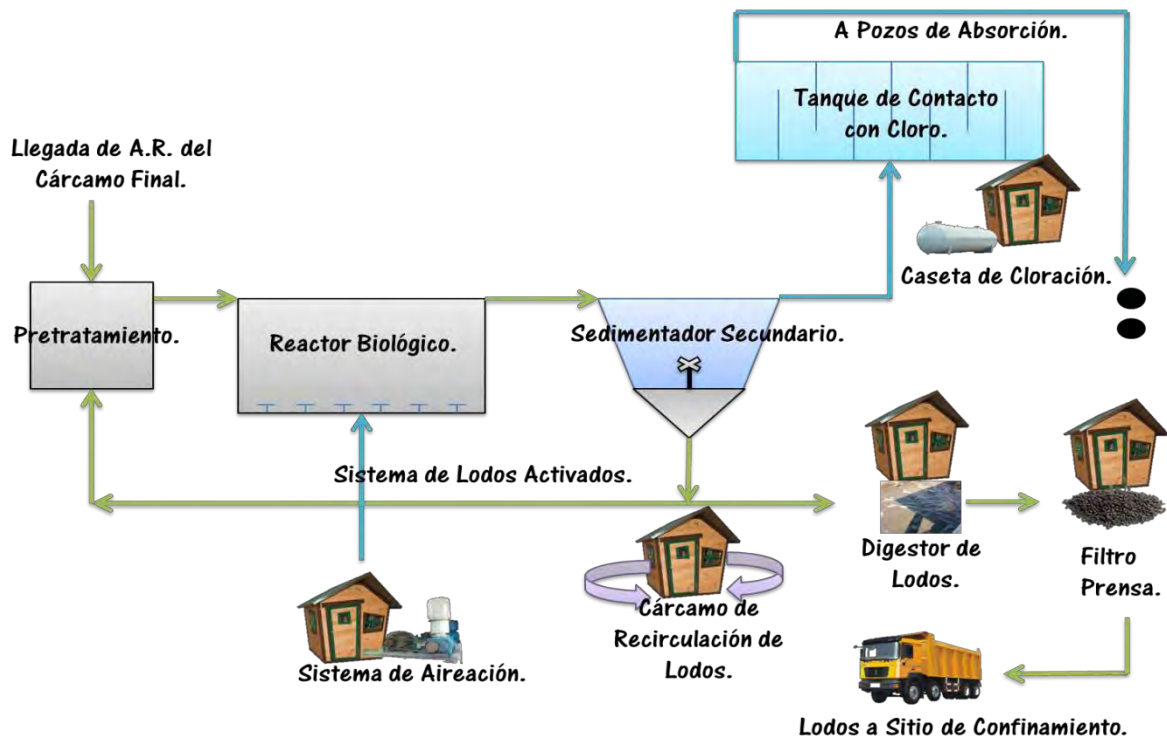 A Pozos de Absorción.
Tanque de Contacto
con Cloro.
Llegada de A.R. del
Cárcamo Final.
Caseta de Cloración.
Pretratamiento.
Reactor Biológico.
Sedimentador Secundario.
Sistema de Lodos Activados.
Digestor de
Lodos.
Filtro
Prensa.
Cárcamo de
Recirculación de
Lodos.
Sistema de Aireación.
Lodos a Sitio de Confinamiento.